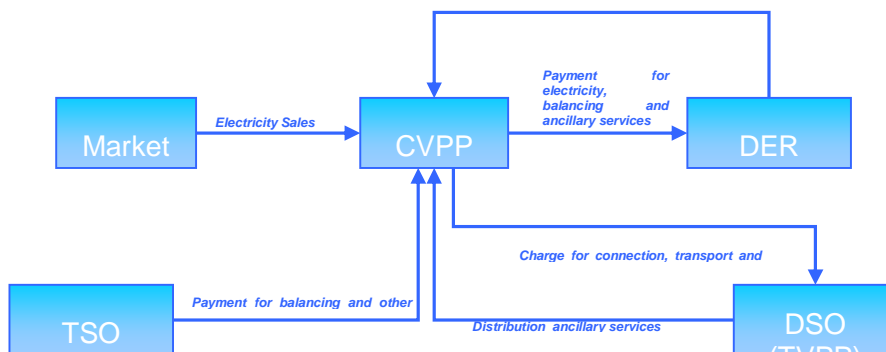 Payment for
electricity,
balancing and
ancillary services
Electricity Sales
Market
CVPP
DER
Charge for connection, transport and
Payment for balancing and other
Distribution ancillary services
TSO
DSO
(TVPP)